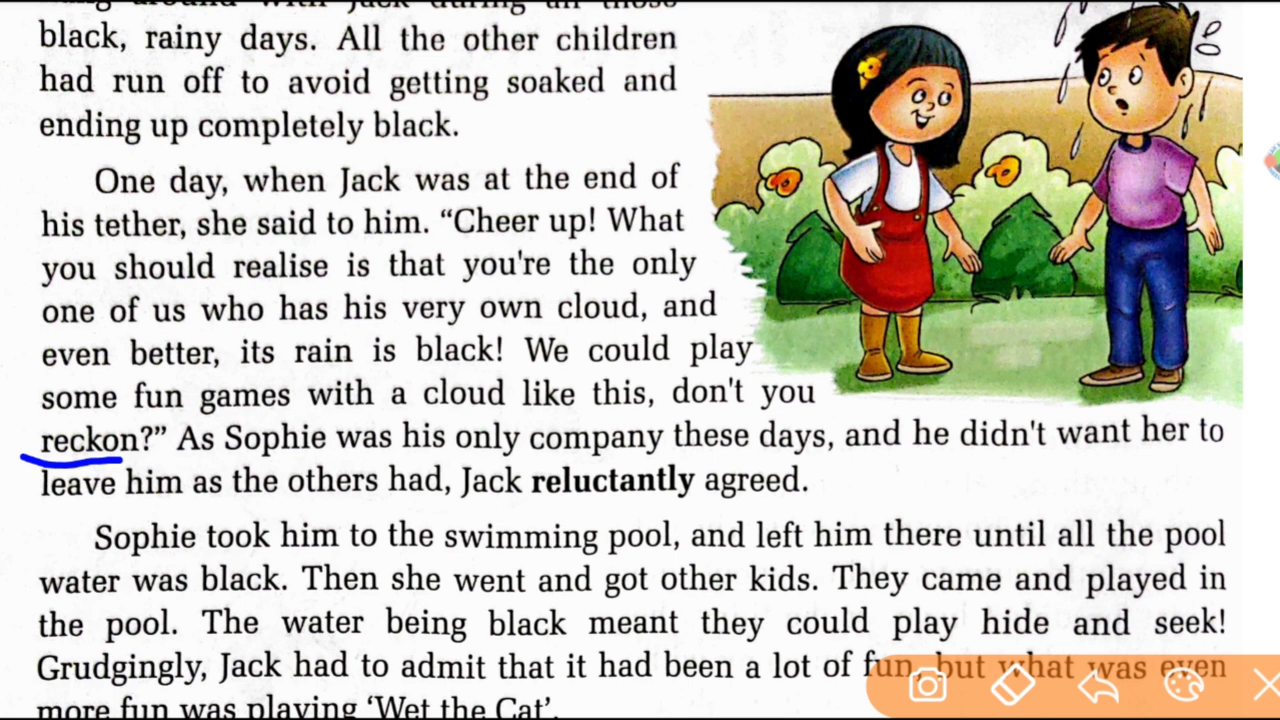 around with Jack during all those
black, rainy days. All the other children
had run off to avoid getting soaked and
ending up completely black.
One day, when Jack was at the end of
his tether, she said to him. “Cheer up! What
you should realise is that you're the only
one of us who has his very own cloud, and
even better, its rain is black! We could play
some fun games with a cloud like this, don't you
reckon?” As Sophie was his only company these days, and he didn't want her to
leave him as the others had, Jack reluctantly agreed.
Sophie took him to the swimming pool, and left him there until all the pool
water was black. Then she went and got other kids. They came and played in
the pool. The water being black meant they could play hide and seek!
Grudgingly, Jack had to admit that it had been a lot of fun, but what was even
more fun was playing ‘Wet the Cat’.